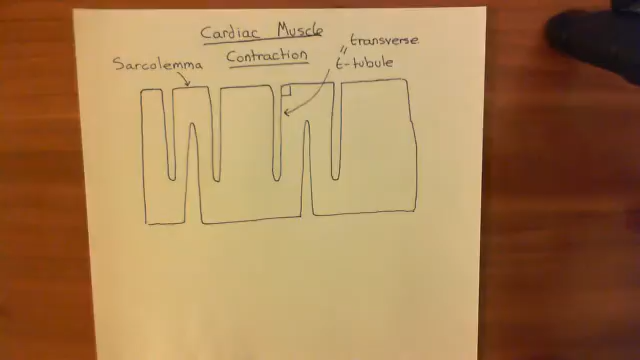 Cardiac Muscle
Contraction
Sarcolemma
" transverse
t-tubule